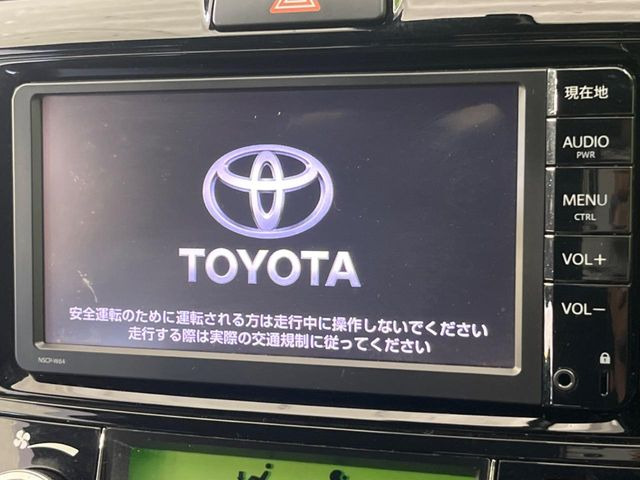 現在地
AUDIO
PWR
MENU
CTRL
VOL+
VOL−
TOYOTA
安全運転のために運転される方は走行中に操作しないでください
走行する際は実際の交通規制に従ってください
NSCP-W64